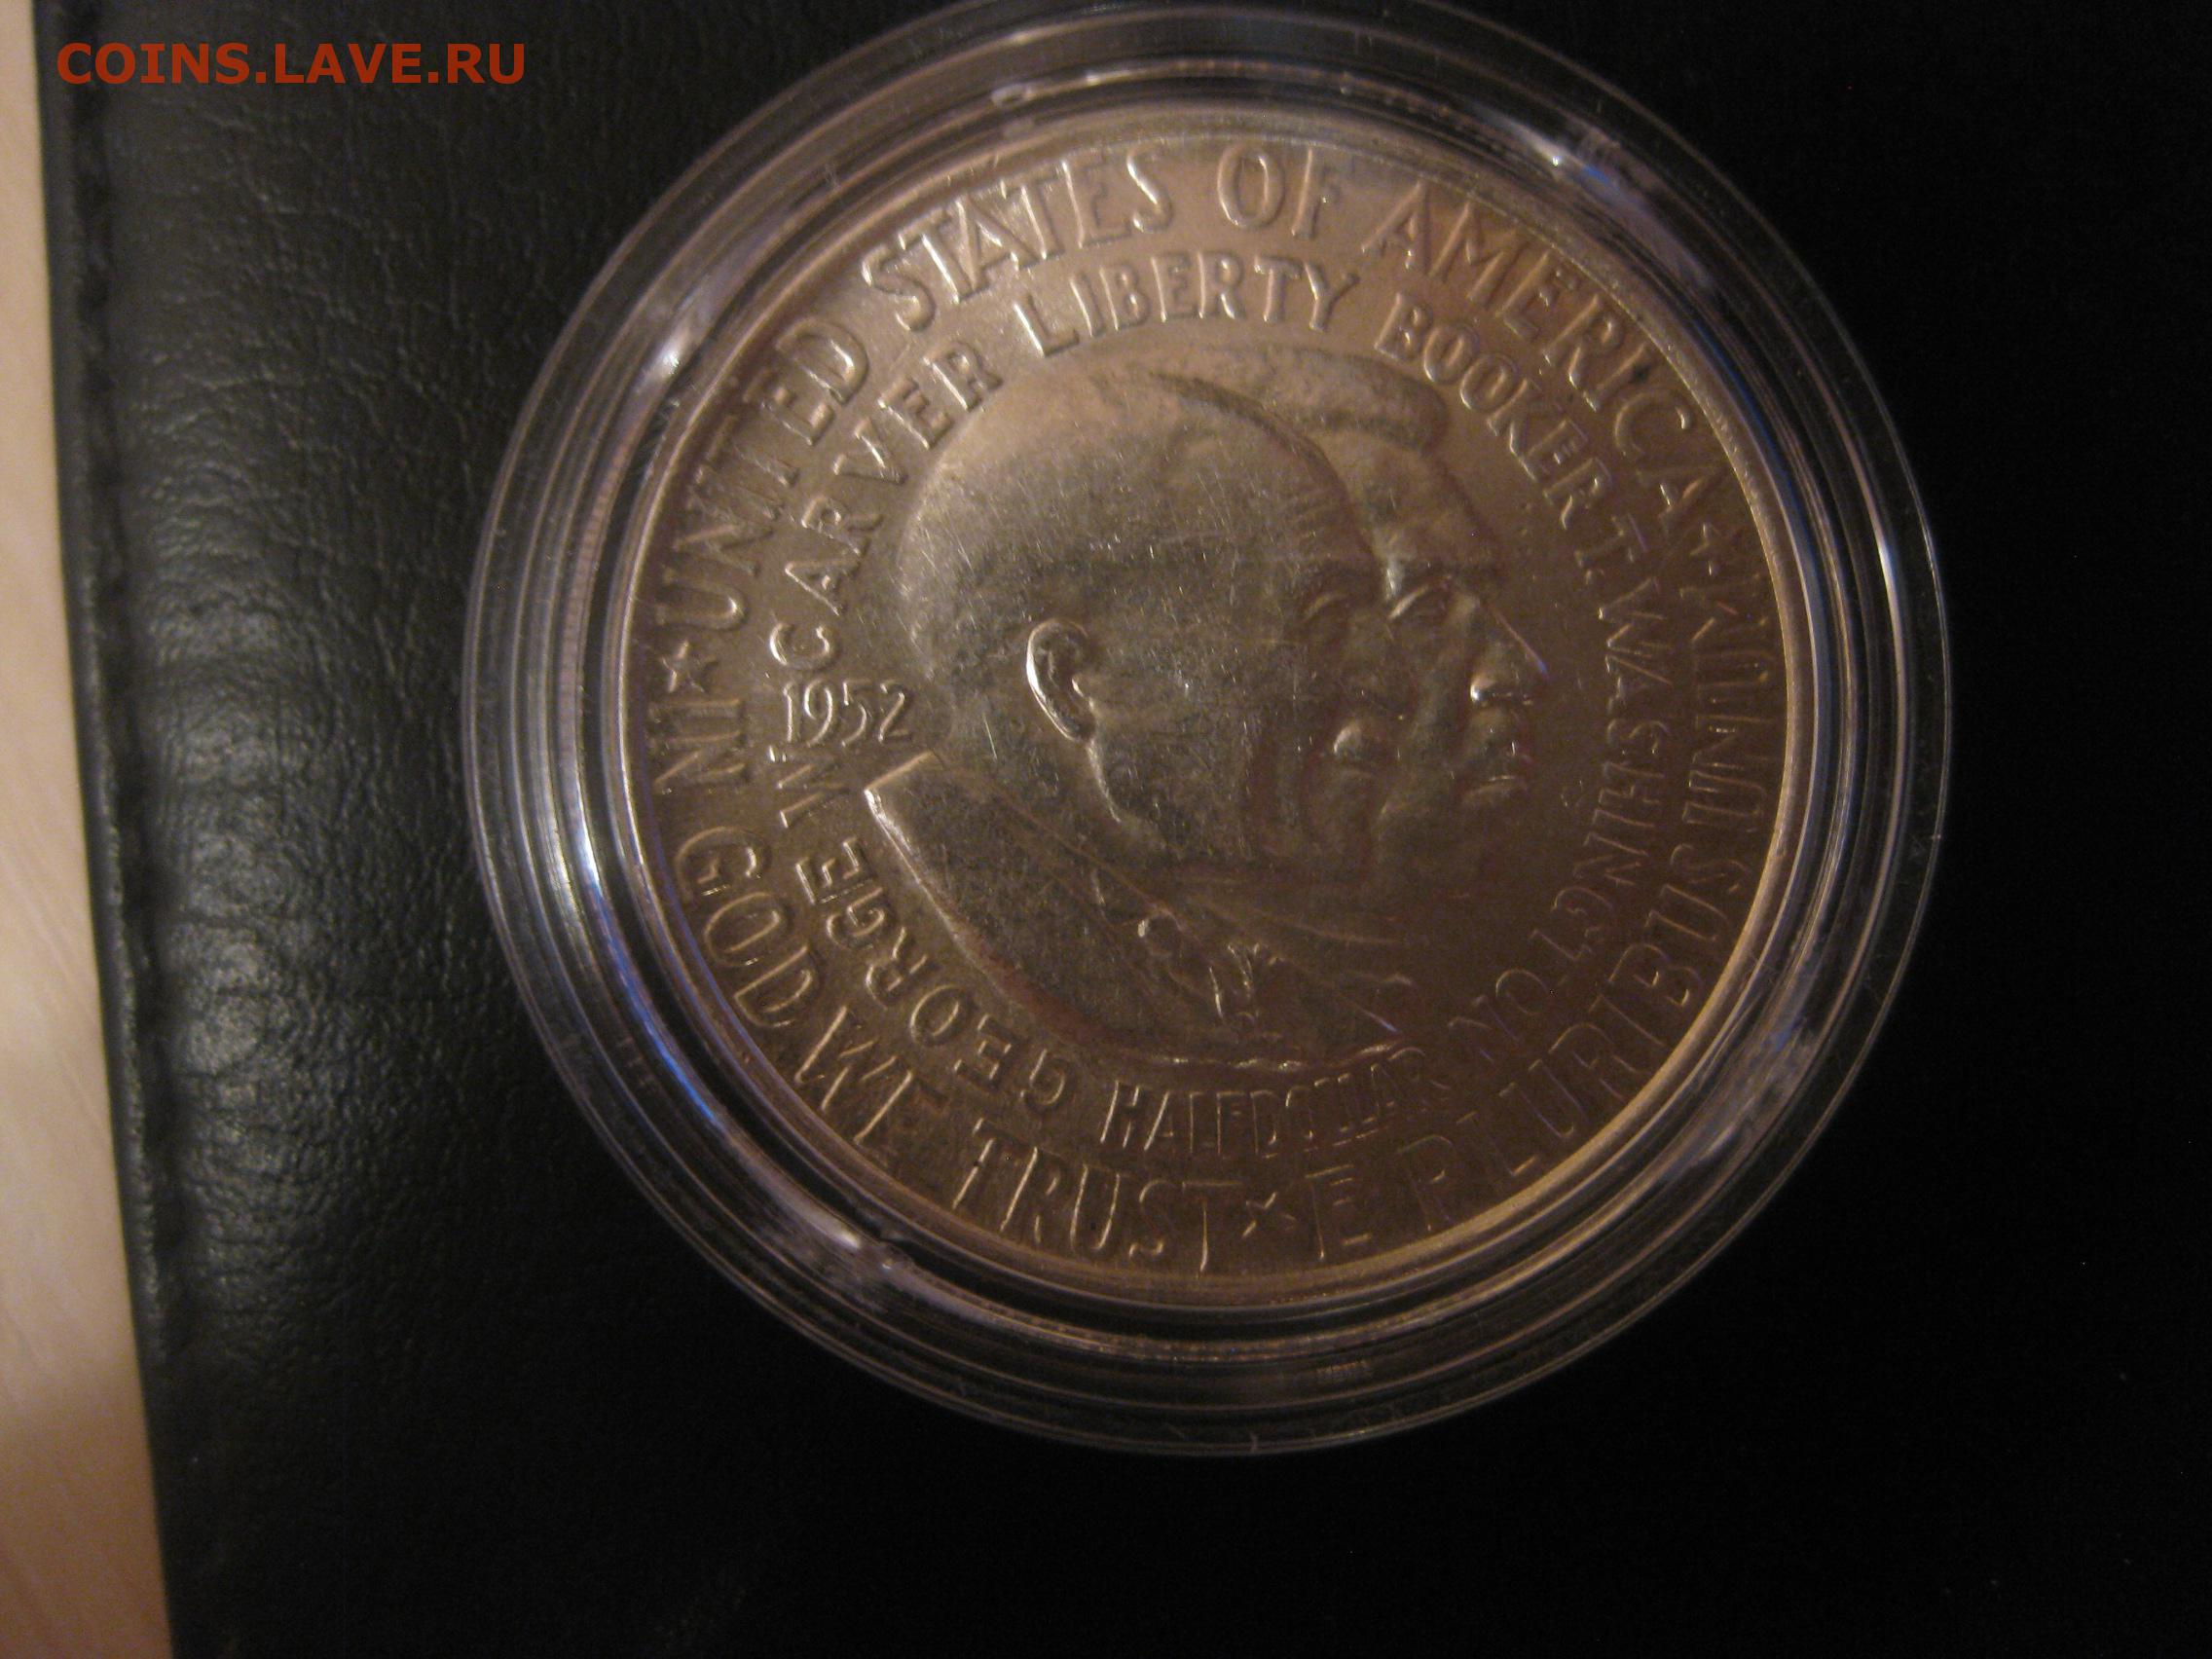 COINS.LAVE.RU
UNITED STATES OF AMERICA
IN GOD WE TRUST ★ E PLURIBUS UNUM ★
GEORGE W. CARVER LIBERTY BOOKER T. WASHINGTON
1952
HALF DOLLAR